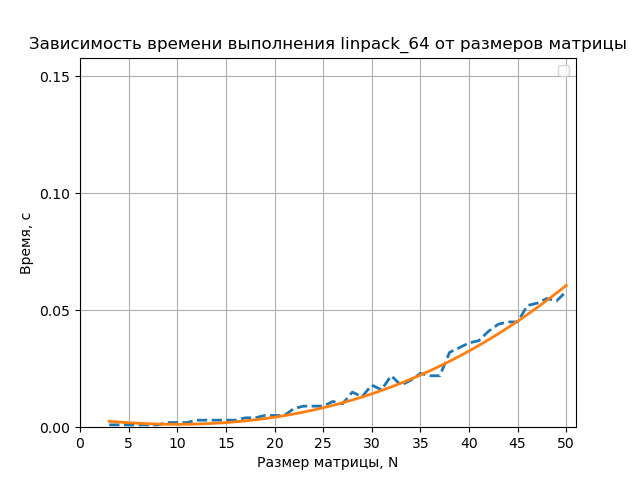 Зависимость времени выполнения linpack_64 от размеров матрицы
0.15
0.10
0.05
0.00
Время, с
0 5 10 15 20 25 30 35 40 45 50
Размер матрицы, N